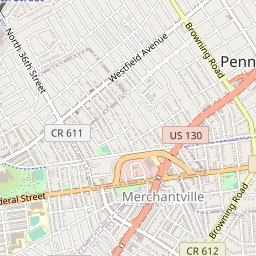 Street
North 36th Street
Westfield Avenue
Browning Road
Penn
CR 611
US 130
deral Street
Merchantville
Browning Road
CR 612